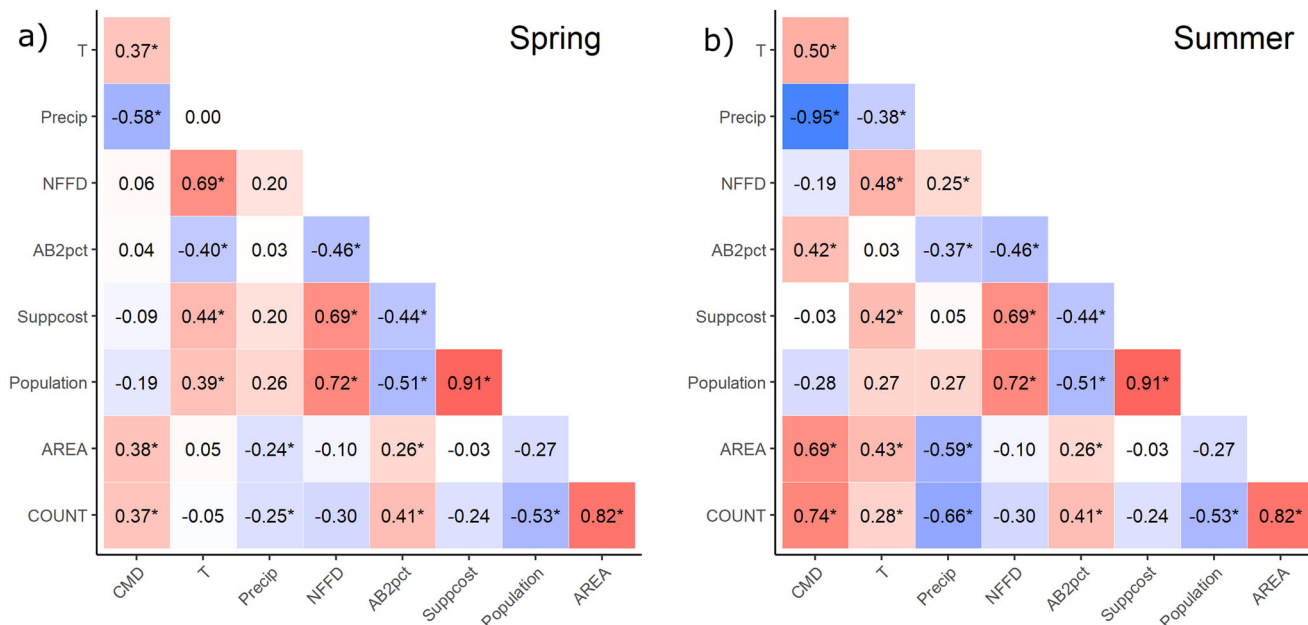 a) Spring
T 0.37*
Precip -0.58* 0.00
NFFD 0.06 0.69* 0.20
AB2pct 0.04 -0.40* 0.03 -0.46*
Suppcost -0.09 0.44* 0.20 0.69* -0.44*
Population -0.19 0.39* 0.26 0.72* -0.51* 0.91*
AREA 0.38* 0.05 -0.24* -0.10 0.26* -0.03 -0.27
COUNT 0.37* -0.05 -0.25* -0.30 0.41* -0.24 -0.53* 0.82*
CMD T Precip NFFD AB2pct Suppcost Population AREA
b) Summer
T 0.50*
Precip -0.95* -0.38*
NFFD -0.19 0.48* 0.25*
AB2pct 0.42* 0.03 -0.37* -0.46*
Suppcost -0.03 0.42* 0.05 0.69* -0.44*
Population -0.28 0.27 0.27 0.72* -0.51* 0.91*
AREA 0.69* 0.43* -0.59* -0.10 0.26* -0.03 -0.27
COUNT 0.74* 0.28* -0.66* -0.30 0.41* -0.24 -0.53* 0.82*
CMD T Precip NFFD AB2pct Suppcost Population AREA